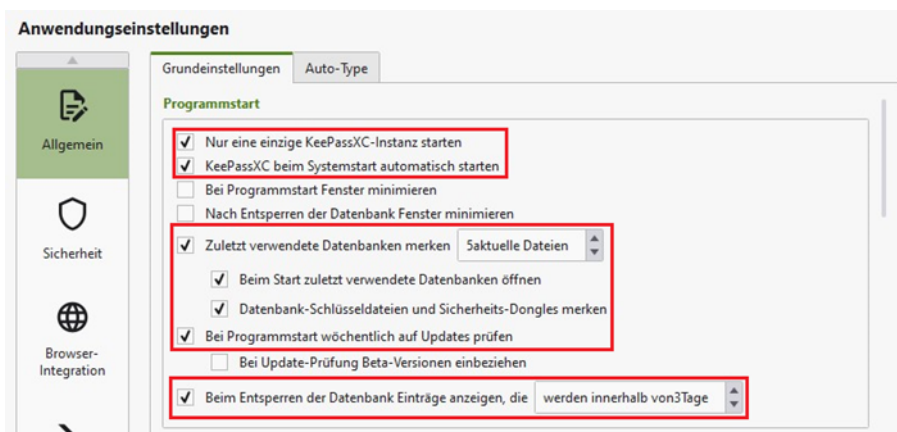 Anwendungseinstellungen
Grundeinstellungen Auto-Type
Programmstart
Allgemein
Nur eine einzige KeePassXC-Instanz starten
KeePassXC beim Systemstart automatisch starten
Bei Programmstart Fenster minimieren
Nach Entsperren der Datenbank Fenster minimieren
Sicherheit
Zuletzt verwendete Datenbanken merken 5aktuelle Dateien
Beim Start zuletzt verwendete Datenbanken öffnen
Datenbank-Schlüsseldateien und Sicherheits-Dongles merken
Bei Programmstart wöchentlich auf Updates prüfen
Browser-
Integration
Bei Update-Prüfung Beta-Versionen einbeziehen
Beim Entsperren der Datenbank Einträge anzeigen, die werden innerhalb von3Tage